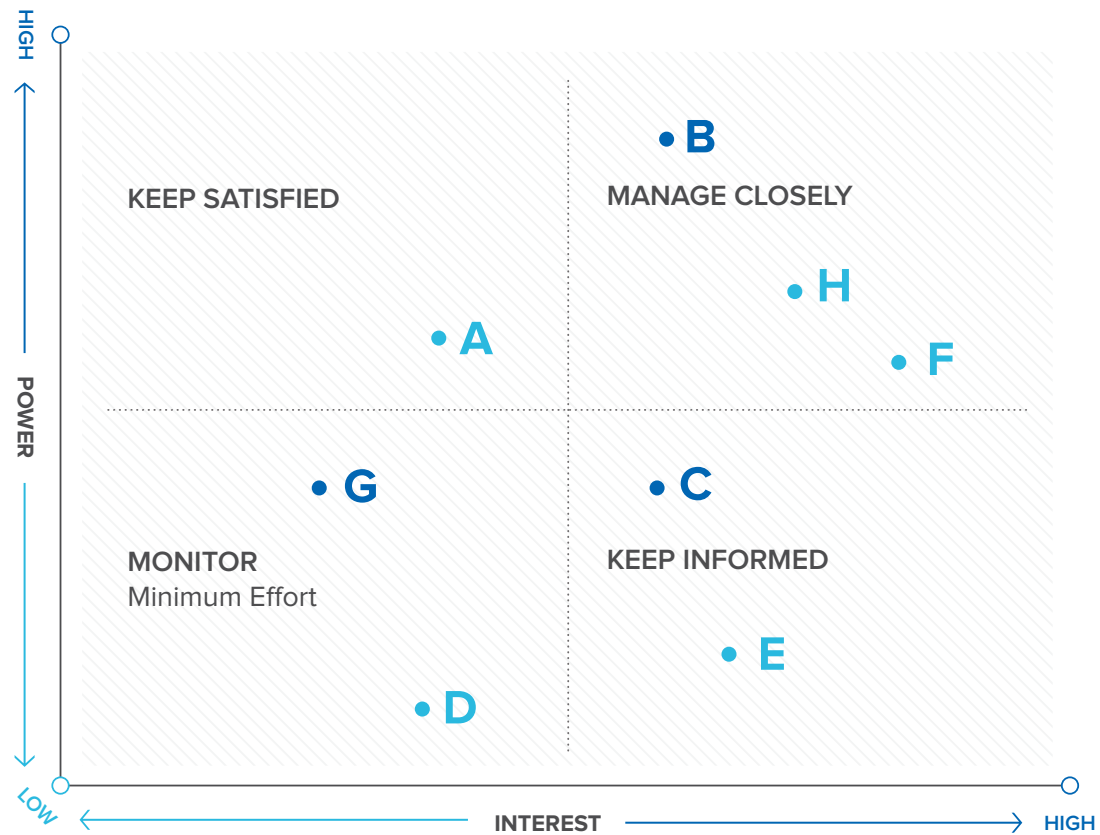 HIGH
B
KEEP SATISFIED
MANAGE CLOSELY
H
A
F
POWER
G
C
MONITOR
Minimum Effort
KEEP INFORMED
E
D
LOW
INTEREST
HIGH